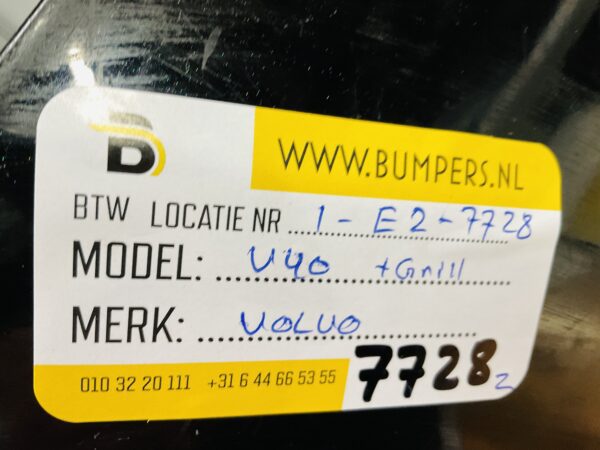 B
WWW.BUMPERS.NL
BTW LOCATIE NR 1 - E2 - 7728
MODEL: V40 +Grill
MERK: VOLVO
010 32 20 111 +31 6 44 66 53 55 7728 2